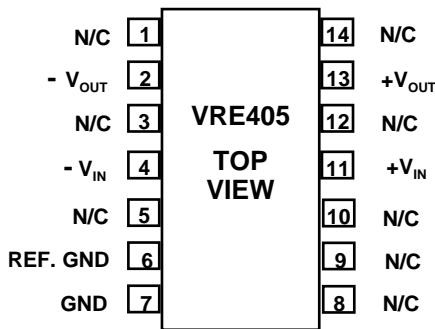 N/C 1 14 N/C
- VOUT 2 13 +VOUT
N/C 3 VRE405 12 N/C
- VIN 4 TOP 11 +VIN
VIEW
N/C 5 10 N/C
REF. GND 6 9 N/C
GND 7 8 N/C